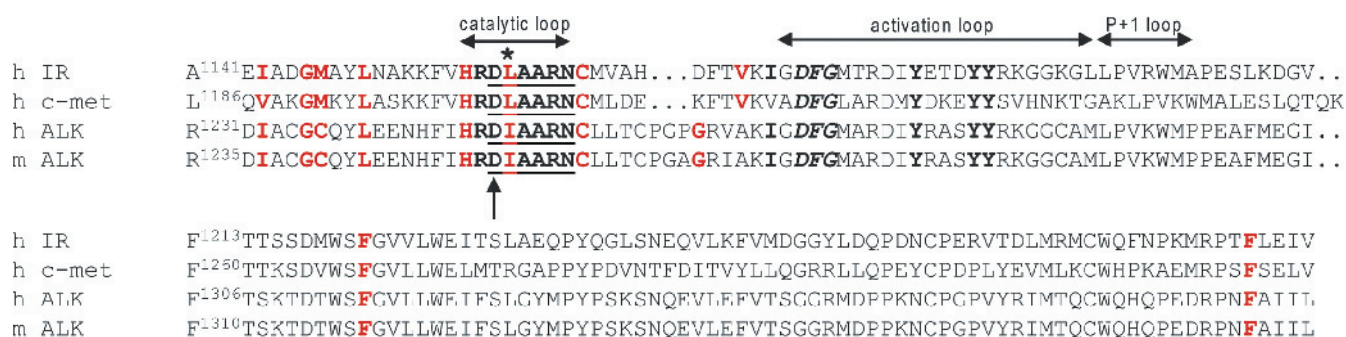 catalytic loop activation loop P+1 loop
*
h IR A1141EIADGMAYLNAKKFVHRDLAARNCMVAH...DFTVKIGDFGMTRDIYETDYYRKGGKGLLPVRWMAPESLKDGV..
h c-met L1186QVAKGMKYLASKKFVHRDLAARNCMLDE...KFTVKVADFGLARDMYDKEYYSVHNKTGAKLPVKWMALESLQTQK
h ALK R1231DIACGCQYLEENHFIHRDIAARNCLLTCPGPGRVAKIGDFGMARDIYRASYYRKGGCAMLPVKWMPPEAFMEGI..
m ALK R1235DIACGCQYLEENHFIHRDIAARNCLLTCPGAGRIAKIGDFGMARDIYRASYYRKGGCAMLPVKWMPPEAFMEGI..
h IR F1213TTSSDMWSFGVVLWEITSLAEQPYQGLSNEQVLKFVMDGGYLDQPDNCPERVTDLMRMCWQFNPKMRPTFLEIV
h c-met F1260TTKSDVWSFGVLLWELMTRGAPPYPDVNTFDITVYLLQGRRLLQPEYCPDPLYEVMLKCWHPKAEMRPSFSELV
h ALK F1306TSKTDTWSFGVLLWEIFSLGYMPYPSKSNQEVLEFVTSGGRMDPPKNCPGPVYRIMTQCWQHQPEDRPNFAIIL
m ALK F1310TSKTDTWSFGVLLWEIFSLGYMPYPSKSNQEVLEFVTSGGRMDPPKNCPGPVYRIMTQCWQHQPEDRPNFAIIL